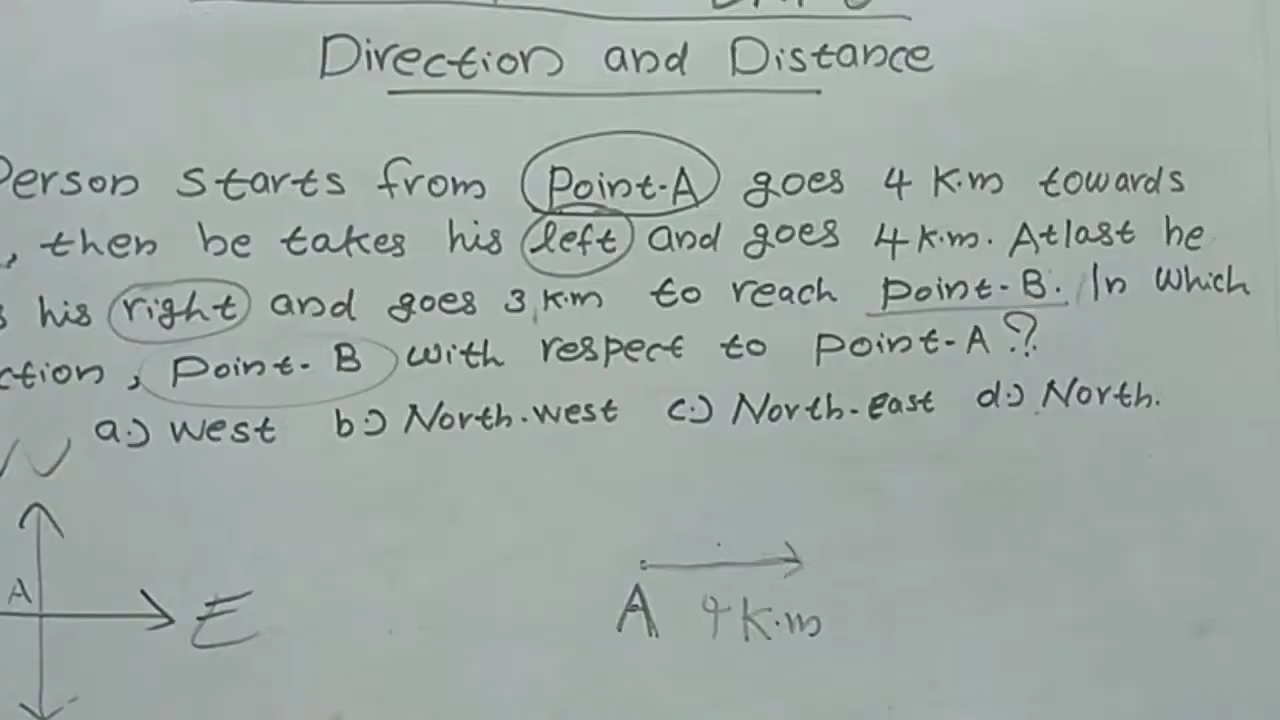 Direction and Distance
Person starts from Point-A goes 4 K.m towards
, then he takes his left and goes 4 K.m. At last he
s his right and goes 3 K.m to reach point-B. In which
ction, Point-B with respect to point-A?
a.) West b.) North-west c.) North-East d.) North.
N
A
E
A 4 K.m